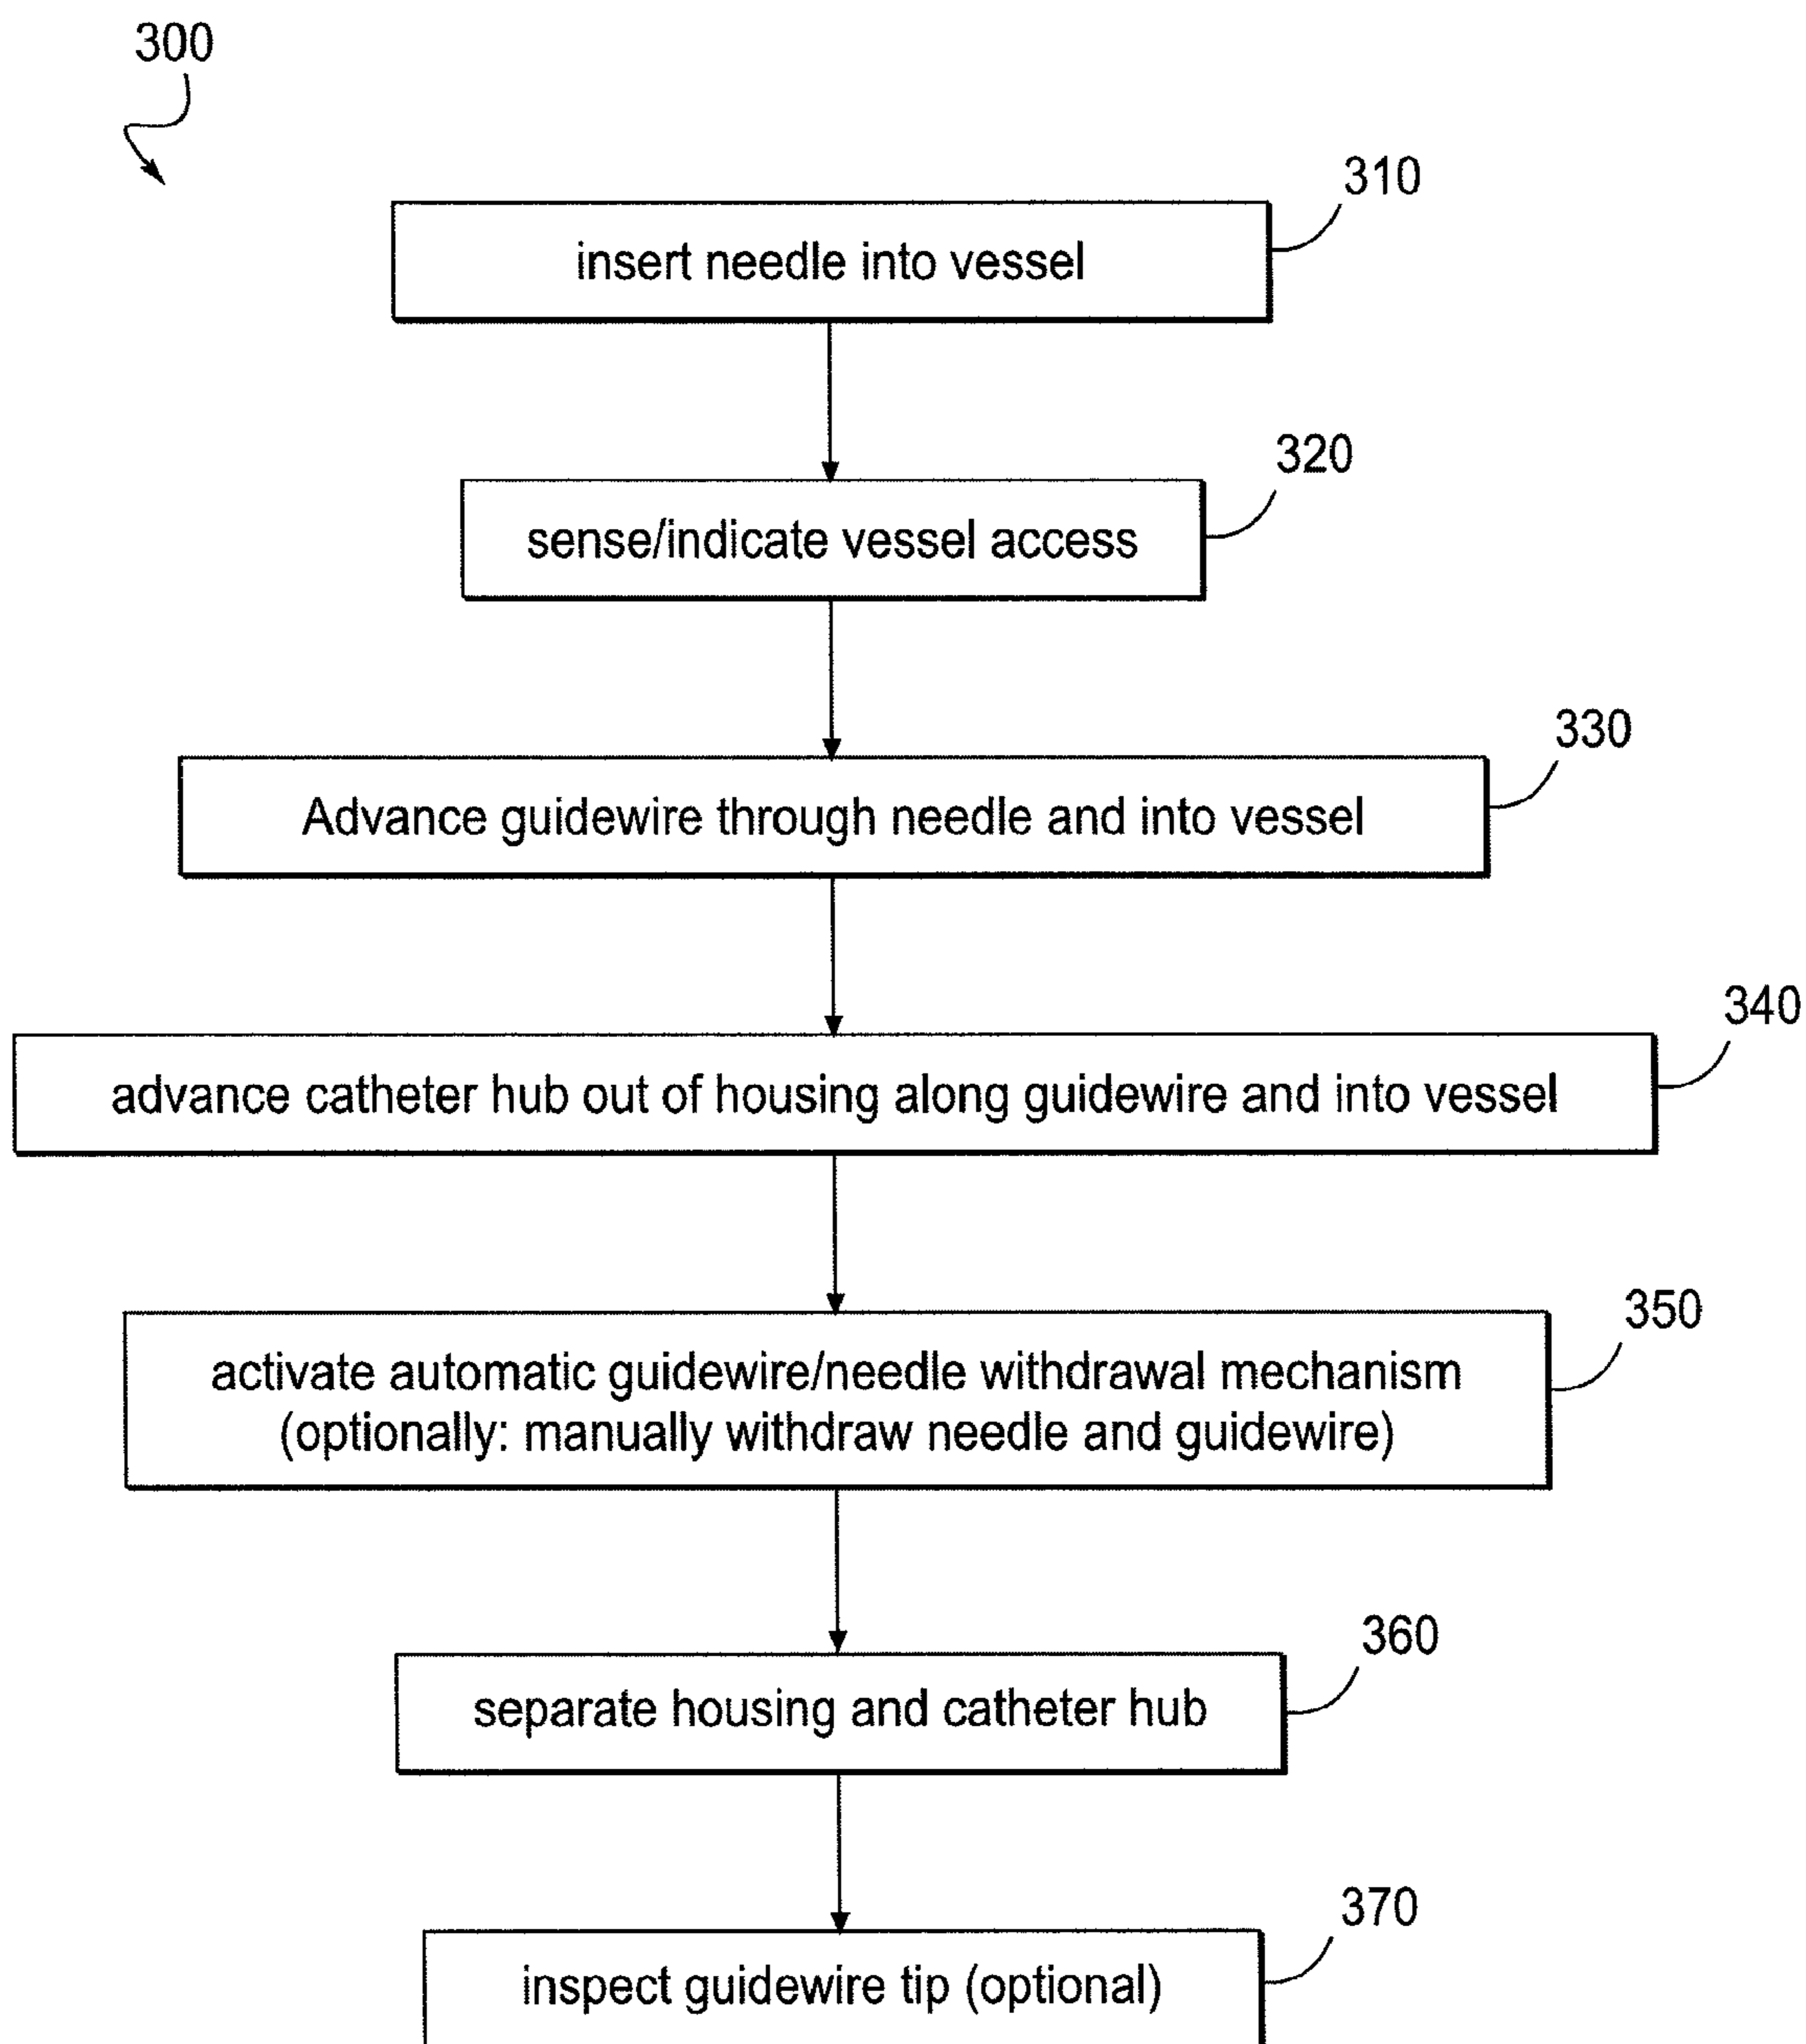 300
310
insert needle into vessel
320
sense/indicate vessel access
330
Advance guidewire through needle and into vessel
340
advance catheter hub out of housing along guidewire and into vessel
350
activate automatic guidewire/needle withdrawal mechanism
(optionally: manually withdraw needle and guidewire)
360
separate housing and catheter hub
370
inspect guidewire tip (optional)